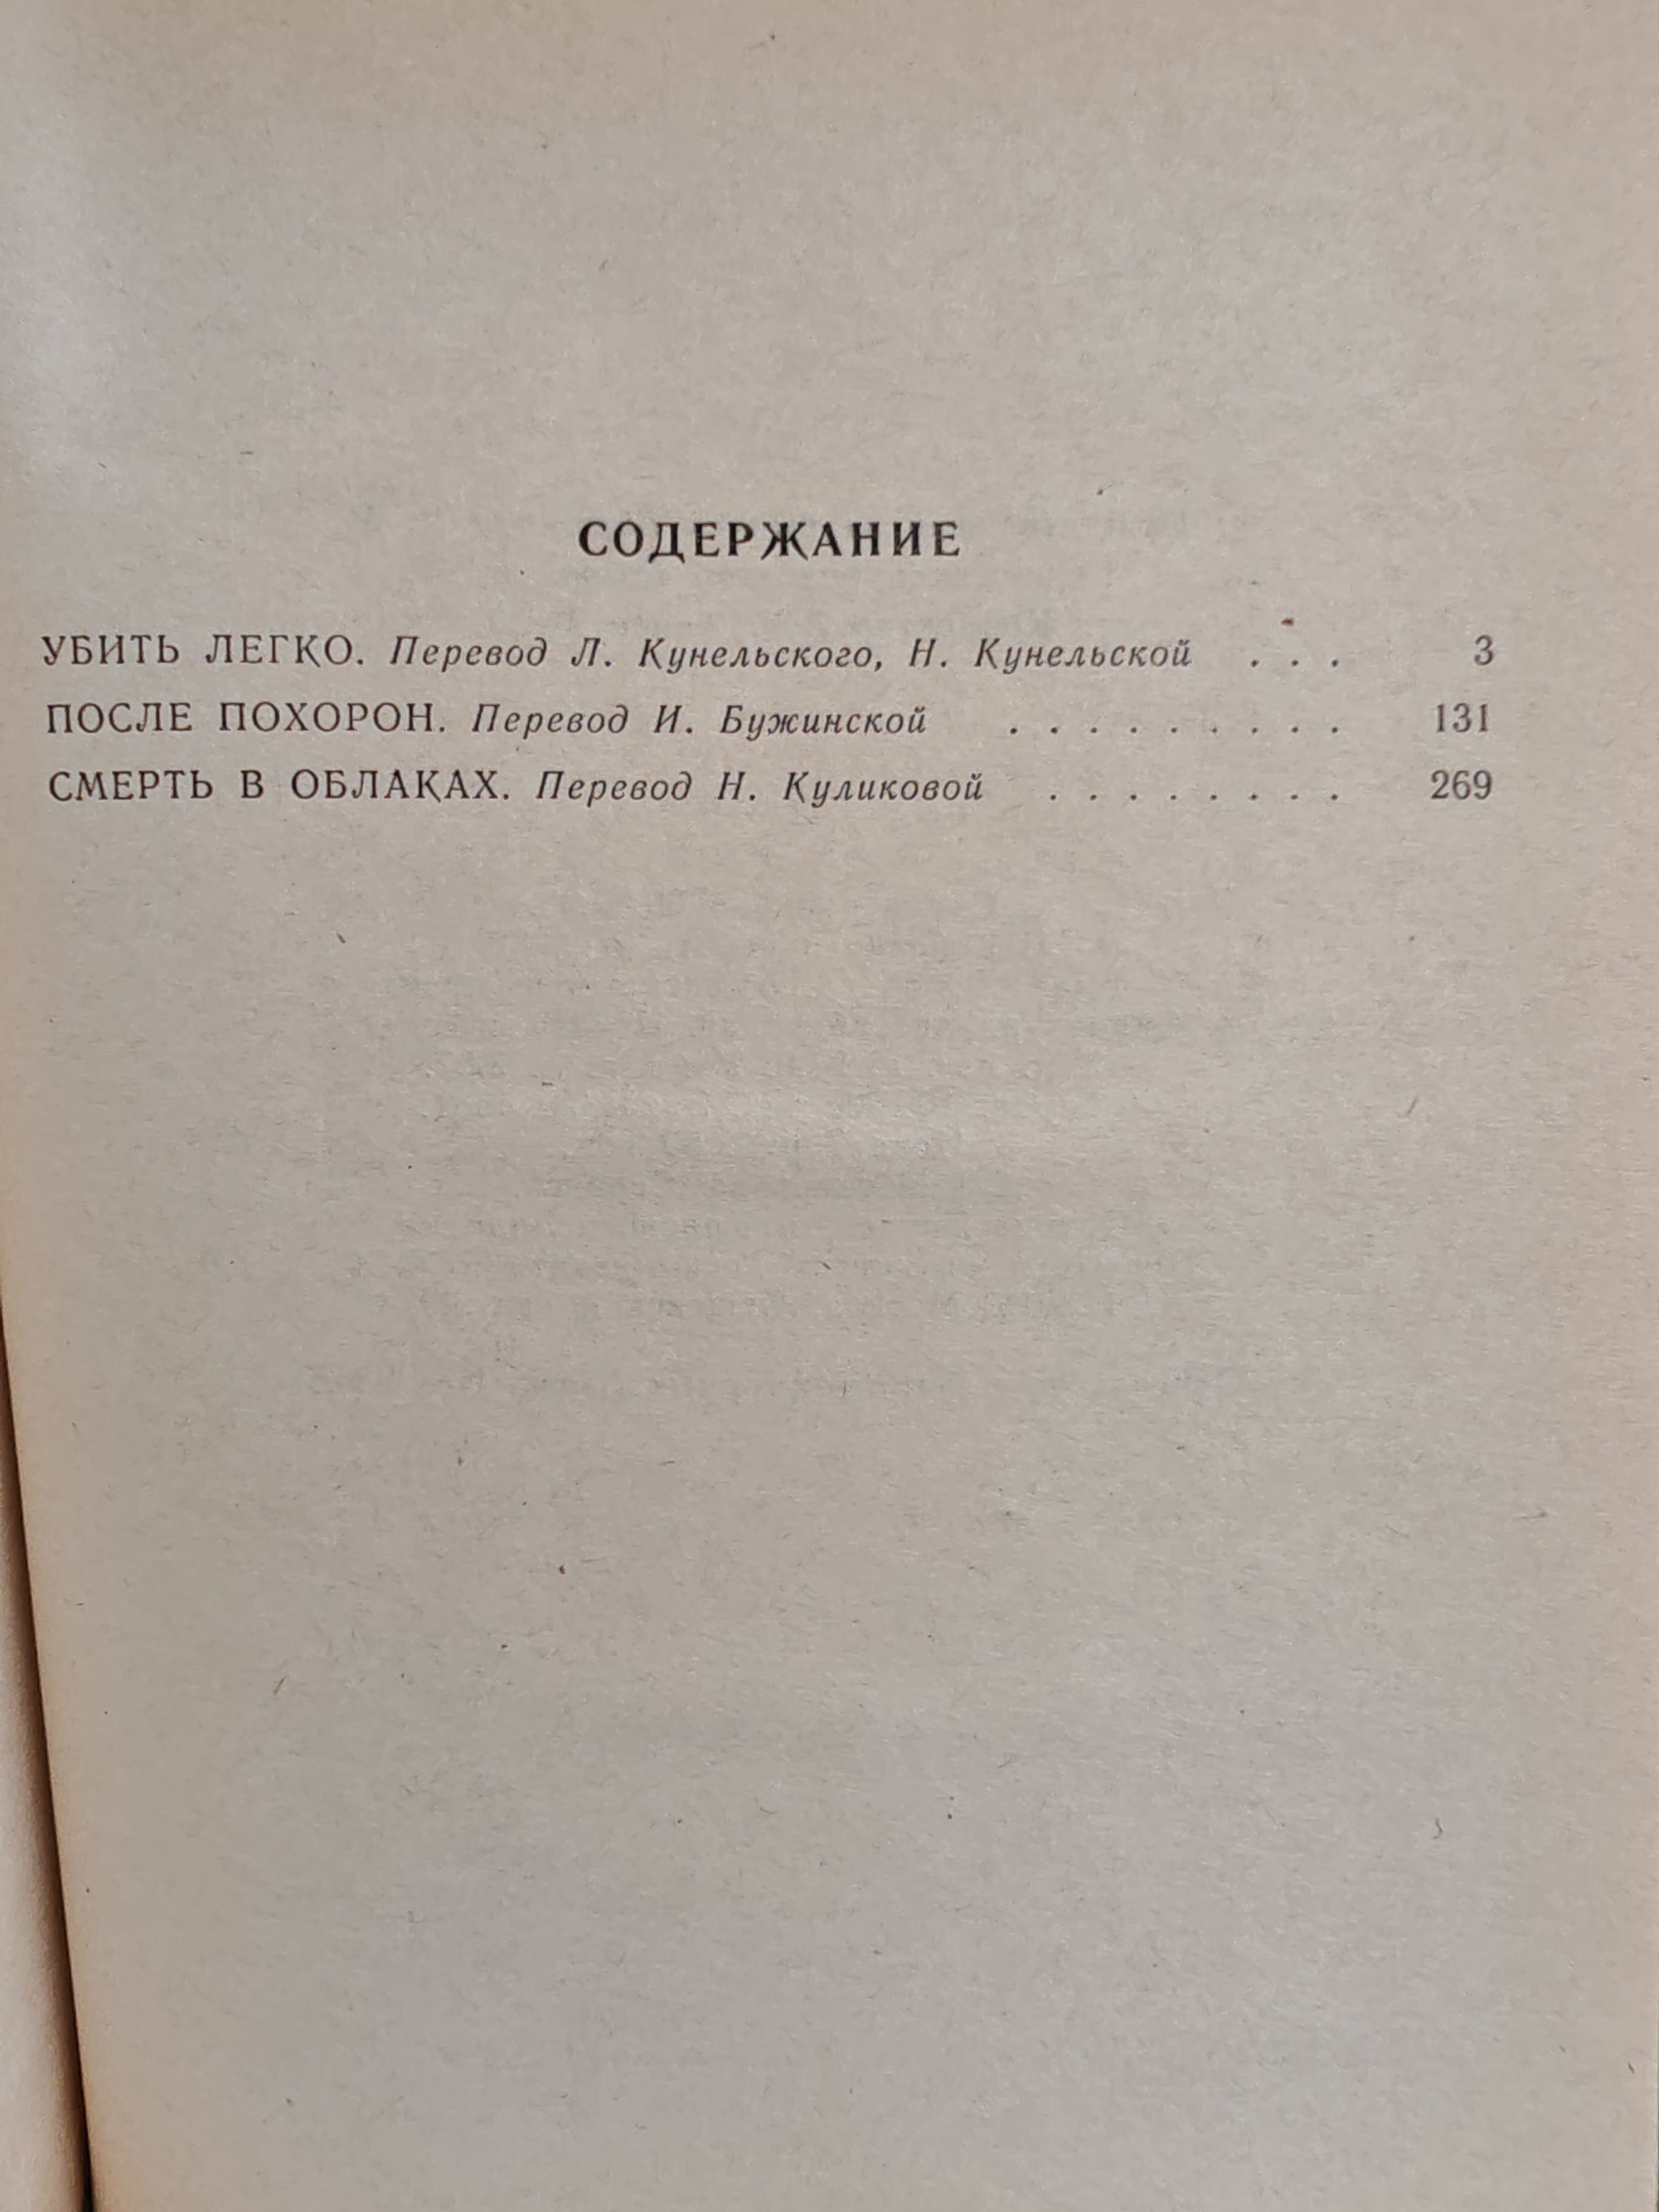 СОДЕРЖАНИЕ
УБИТЬ ЛЕГКО. Перевод Л. Кунельского, Н. Кунельской . . . 3
ПОСЛЕ ПОХОРОН. Перевод И. Бужинской . . . . . . . . . 131
СМЕРТЬ В ОБЛАКАХ. Перевод Н. Куликовой . . . . . . . . 269